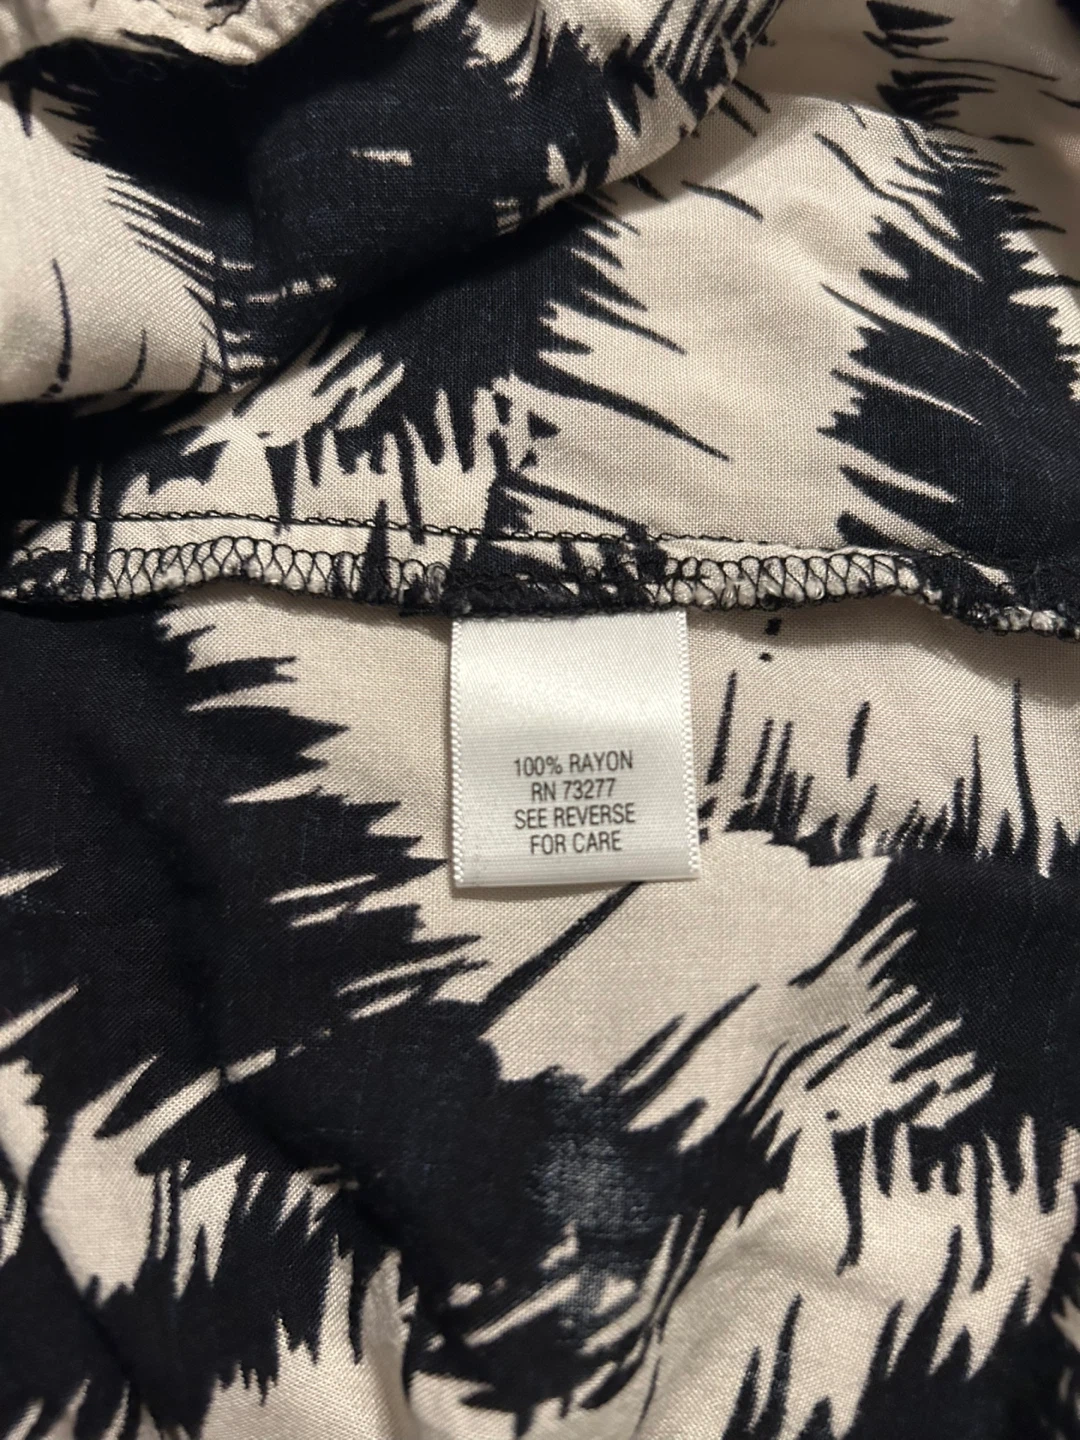 100% RAYON
RN 73277
SEE REVERSE
FOR CARE